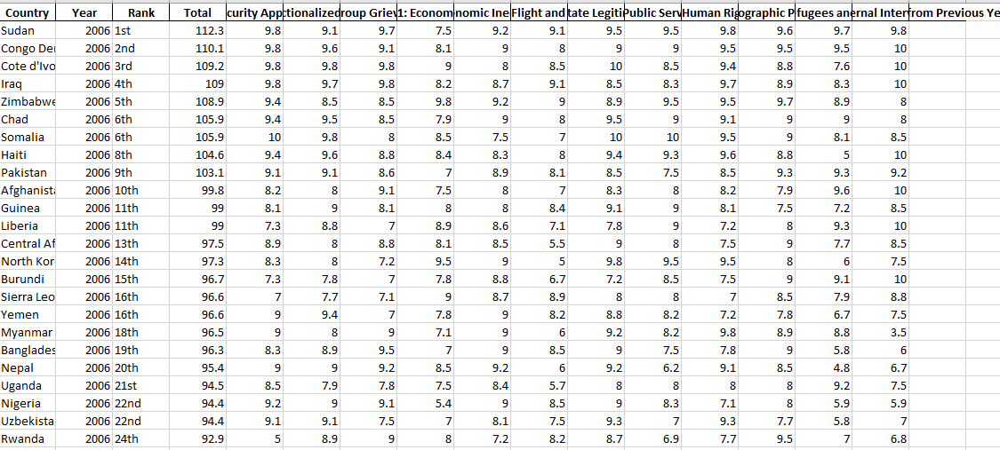 Country Year Rank Total curity App ctionalized roup Griev 1: Econom nomic Ine Flight and tate Legiti Public Serv Human Rig ographic P fugees an ernal Inter from Previous Ye
Sudan 2006 1st 112.3 9.8 9.1 9.7 7.5 9.2 9.1 9.5 9.5 9.8 9.6 9.7 9.8
Congo De 2006 2nd 110.1 9.8 9.6 9.1 8.1 9 8 9 9 9.5 9.5 9.5 10
Cote d'Ivo 2006 3rd 109.2 9.8 9.8 9.8 9 8 8.5 10 8.5 9.4 8.8 7.6 10
Iraq 2006 4th 109 9.8 9.7 9.8 8.2 8.7 9.1 8.5 8.3 9.7 8.9 8.3 10
Zimbabwe 2006 5th 108.9 9.4 8.5 8.5 9.8 9.2 9 8.9 9.5 9.5 9.7 8.9 8
Chad 2006 6th 105.9 9.4 9.5 8.5 7.9 9 8 9.5 9 9.1 9 9 8
Somalia 2006 6th 105.9 10 9.8 8 8.5 7.5 7 10 10 9.5 9 8.1 8.5
Haiti 2006 8th 104.6 9.4 9.6 8.8 8.4 8.3 8 9.4 9.3 9.6 8.8 5 10
Pakistan 2006 9th 103.1 9.1 9.1 8.6 7 8.9 8.1 8.5 7.5 8.5 9.3 9.3 9.2
Afghanist 2006 10th 99.8 8.2 8 9.1 7.5 8 7 8.3 8 8.2 7.9 9.6 10
Guinea 2006 11th 99 8.1 9 8.1 8 8 8.4 9.1 9 8.1 7.5 7.2 8.5
Liberia 2006 11th 99 7.3 8.8 7 8.9 8.6 7.1 7.8 9 7.2 8 9.3 10
Central Af 2006 13th 97.5 8.9 8 8.8 8.1 8.5 5.5 9 8 7.5 9 7.7 8.5
North Kor 2006 14th 97.3 8.3 8 7.2 9.5 9 5 9.8 9.5 9.5 8 6 7.5
Burundi 2006 15th 96.7 7.3 7.8 7 7.8 8.8 6.7 7.2 8.5 7.5 9 9.1 10
Sierra Leo 2006 16th 96.6 7 7.7 7.1 9 8.7 8.9 8 8 7 8.5 7.9 8.8
Yemen 2006 16th 96.6 9 9.4 7 7.8 9 8.2 8.8 8.2 7.2 7.8 6.7 7.5
Myanmar 2006 18th 96.5 9 8 9 7.1 9 6 9.2 8.2 9.8 8.9 8.8 3.5
Banglades 2006 19th 96.3 8.3 8.9 9.5 7 9 8.5 9 7.5 7.8 9 5.8 6
Nepal 2006 20th 95.4 9 9 9.2 8.5 9.2 6 9.2 6.2 9.1 8.5 4.8 6.7
Uganda 2006 21st 94.5 8.5 7.9 7.8 7.5 8.4 5.7 8 8 8 8 9.2 7.5
Nigeria 2006 22nd 94.4 9.2 9 9.1 5.4 9 8.5 9 8.3 7.1 8 5.9 5.9
Uzbekista 2006 22nd 94.4 9.1 9.1 7.5 7 8.1 7.5 9.3 7 9.3 7.7 5.8 7
Rwanda 2006 24th 92.9 5 8.9 9 8 7.2 8.2 8.7 6.9 7.7 9.5 7 6.8